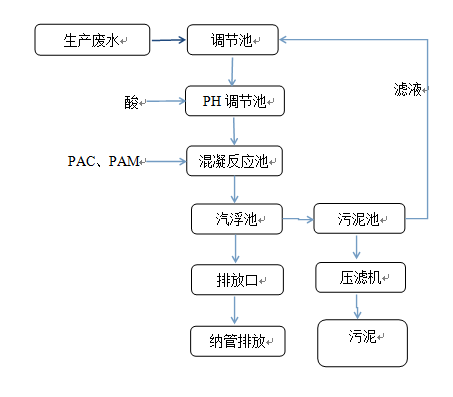 生产废水
调节池
滤液
酸
PH 调节池
PAC、PAM
混凝反应池
汽浮池
污泥池
排放口
压滤机
纳管排放
污泥